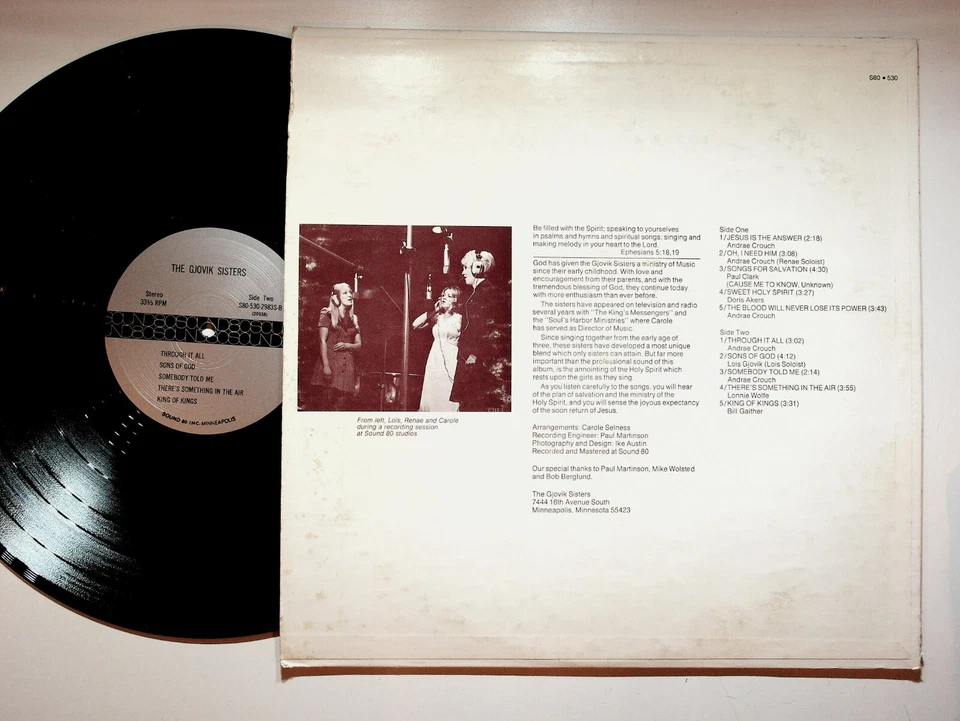 S80 • 530
THE GJOVIK SISTERS
Stereo
33⅓ RPM
Side Two
S80-530-2983S-B
THROUGH IT ALL
SONS OF GOD
SOMEBODY TOLD ME
THERE'S SOMETHING IN THE AIR
KING OF KINGS
SOUND 80 INC. MINNEAPOLIS
From left, Lois, Renae and Carole
during a recording session
at Sound 80 studios
Be filled with the Spirit; speaking to yourselves
in psalms and hymns and spiritual songs, singing and
making melody in your heart to the Lord.
Ephesians 5:18,19
God has given the Gjovik Sisters a ministry of Music
since their early childhood. With love and
encouragement from their parents, and with the
tremendous blessing of God, they continue today
with more enthusiasm than ever before.
The sisters have appeared on television and radio
several years with "The King's Messengers" and
the "Soul's Harbor Ministries" where Carole
has served as Director of Music.
Since singing together from the early age of
three, these sisters have developed a most unique
blend which only sisters can attain. But far more
important than the professional sound of this
album, is the annointing of the Holy Spirit which
rests upon the girls as they sing.
As you listen carefully to the songs, you will hear
of the plan of salvation and the ministry of the
Holy Spirit, and you will sense the joyous expectancy
of the soon return of Jesus.
Arrangements: Carole Selness
Recording Engineer: Paul Martinson
Photography and Design: Ike Austin
Recorded and Mastered at Sound 80
Our special thanks to Paul Martinson, Mike Wolsted
and Bob Berglund.
The Gjovik Sisters
7444 16th Avenue South
Minneapolis, Minnesota 55423
Side One
1/JESUS IS THE ANSWER (2:18)
Andrae Crouch
2/OH, I NEED HIM (3:08)
Andrae Crouch (Renae Soloist)
3/SONGS FOR SALVATION (4:30)
Paul Clark
(CAUSE ME TO KNOW, Unknown)
4/SWEET HOLY SPIRIT (3:27)
Doris Akers
5/THE BLOOD WILL NEVER LOSE ITS POWER (3:43)
Andrae Crouch
Side Two
1/THROUGH IT ALL (3:02)
Andrae Crouch
2/SONS OF GOD (4:12)
Lois Gjovik (Lois Soloist)
3/SOMEBODY TOLD ME (2:14)
Andrae Crouch
4/THERE'S SOMETHING IN THE AIR (3:55)
Lonnie Wolfe
5/KING OF KINGS (3:31)
Bill Gaither